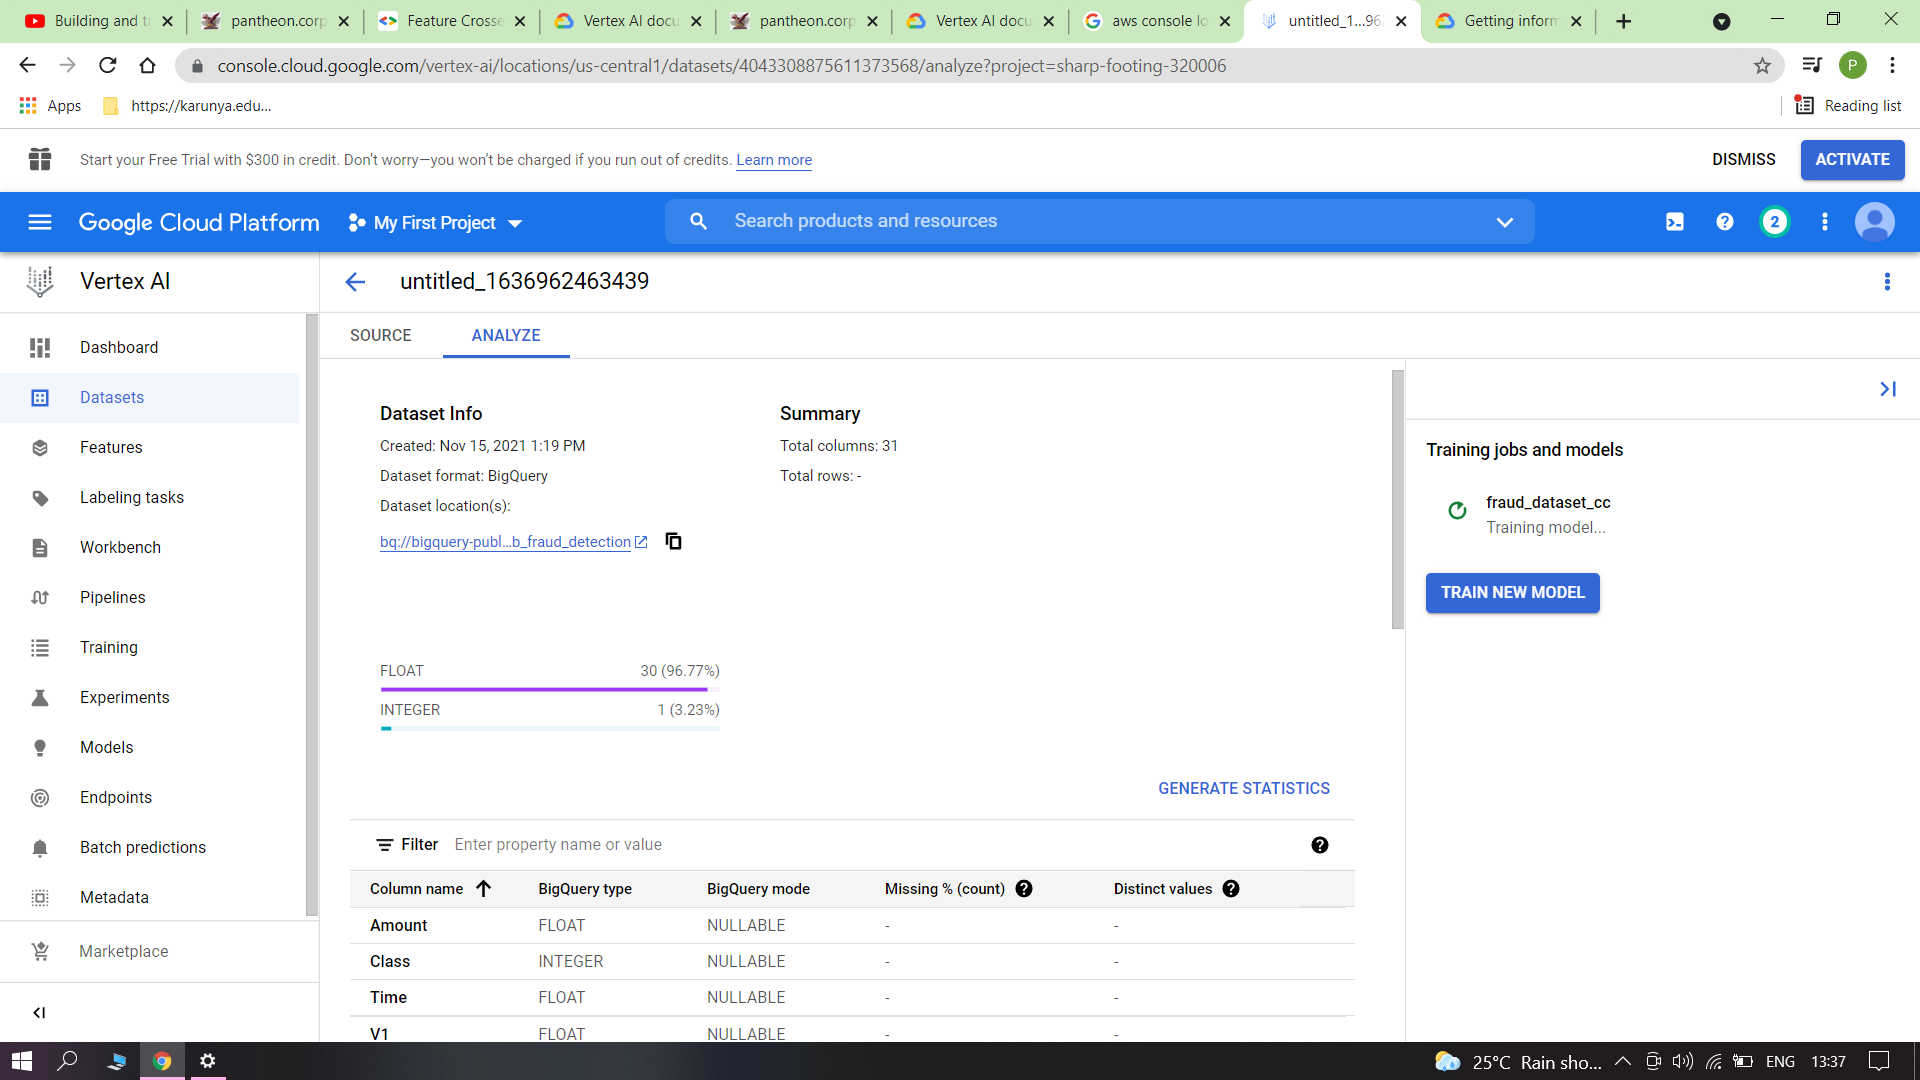 Building and t
pantheon.corp
Feature Crosse
Vertex AI docu
pantheon.corp
Vertex AI docu
aws console lo
untitled_1...96
Getting inform
console.cloud.google.com/vertex-ai/locations/us-central1/datasets/4043308875611373568/analyze?project=sharp-footing-320006
P
Apps
https://karunya.edu...
Reading list
Start your Free Trial with $300 in credit. Don't worry—you won't be charged if you run out of credits. Learn more
DISMISS
ACTIVATE
Google Cloud Platform
My First Project
Search products and resources
2
Vertex AI
untitled_1636962463439
Dashboard
Datasets
Features
Labeling tasks
Workbench
Pipelines
Training
Experiments
Models
Endpoints
Batch predictions
Metadata
Marketplace
SOURCE
ANALYZE
Dataset Info
Created: Nov 15, 2021 1:19 PM
Dataset format: BigQuery
Dataset location(s):
bq://bigquery-publ...b_fraud_detection
Summary
Total columns: 31
Total rows: -
FLOAT 30 (96.77%)
INTEGER 1 (3.23%)
GENERATE STATISTICS
Filter Enter property name or value
Column name BigQuery type BigQuery mode Missing % (count) Distinct values
Amount FLOAT NULLABLE - -
Class INTEGER NULLABLE - -
Time FLOAT NULLABLE - -
V1 FLOAT NULLABLE - -
Training jobs and models
fraud_dataset_cc
Training model...
TRAIN NEW MODEL
25°C Rain sho...
ENG
13:37